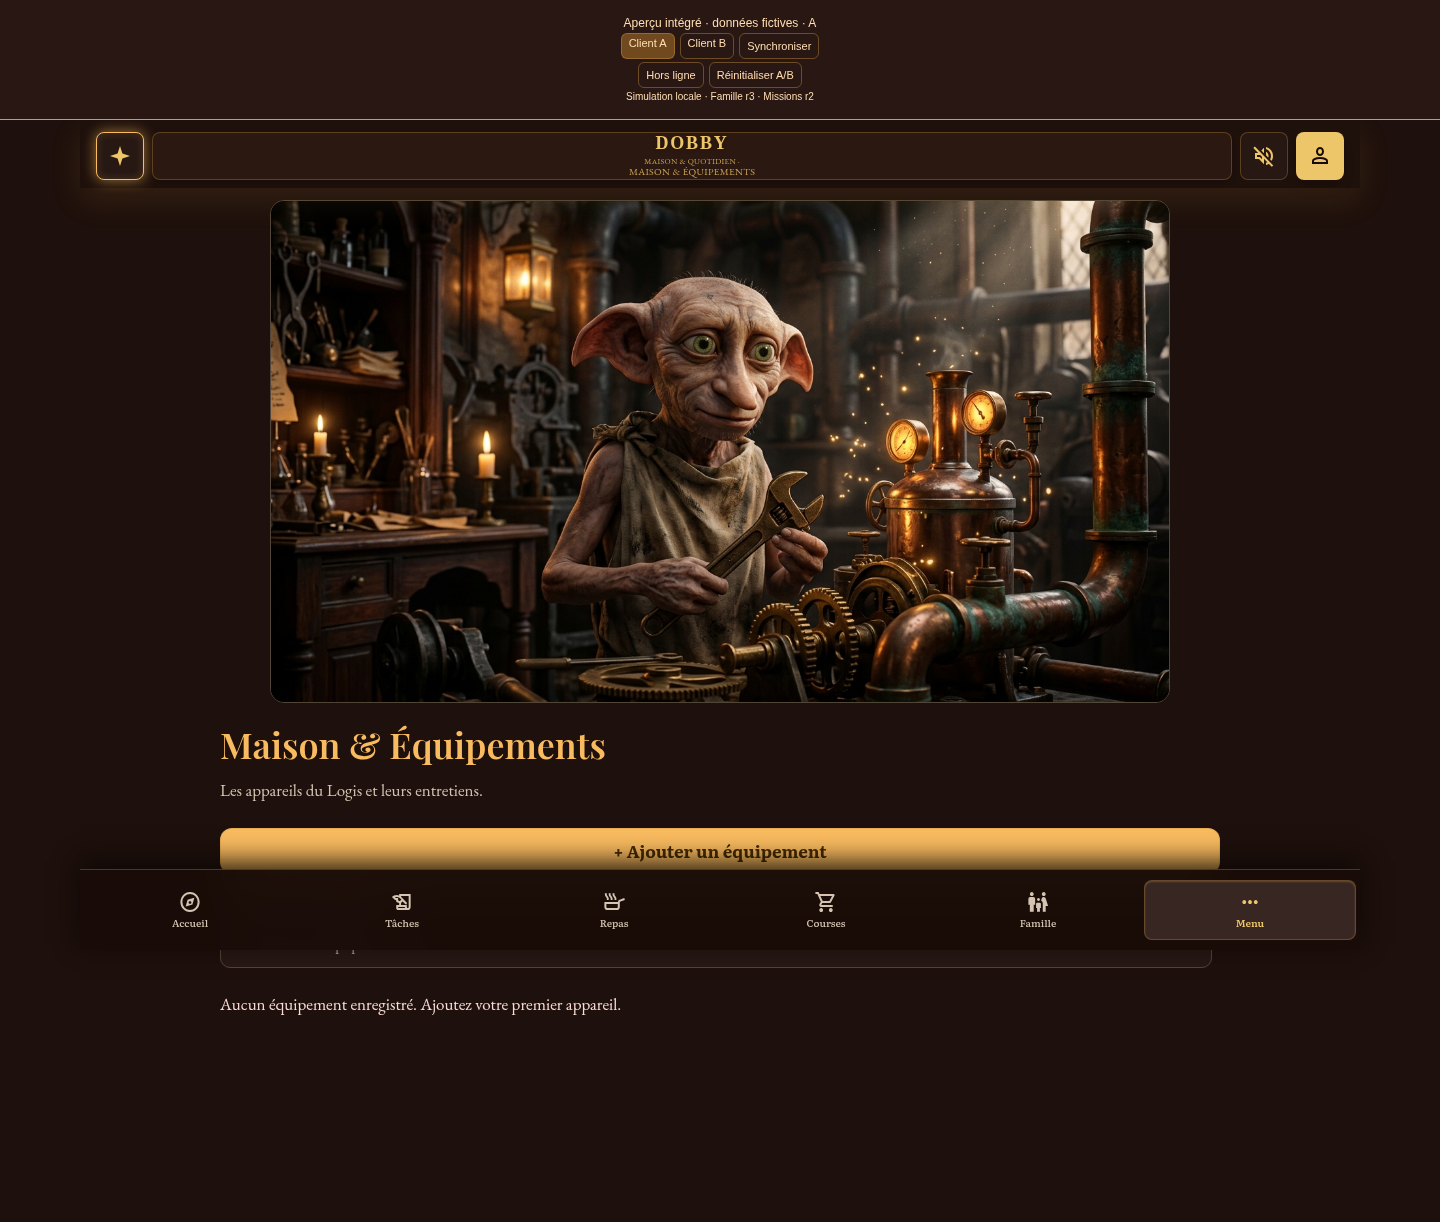 Aperçu intégré · données fictives · A
Client A
Client B
Synchroniser
Hors ligne
Réinitialiser A/B
Simulation locale · Famille r3 · Missions r2
DOBBY
MAISON & QUOTIDIEN ·
MAISON & ÉQUIPEMENTS
Maison & Équipements
Les appareils du Logis et leurs entretiens.
+ Ajouter un équipement
Accueil
Tâches
Repas
Courses
Famille
Menu
Aucun équipement enregistré. Ajoutez votre premier appareil.